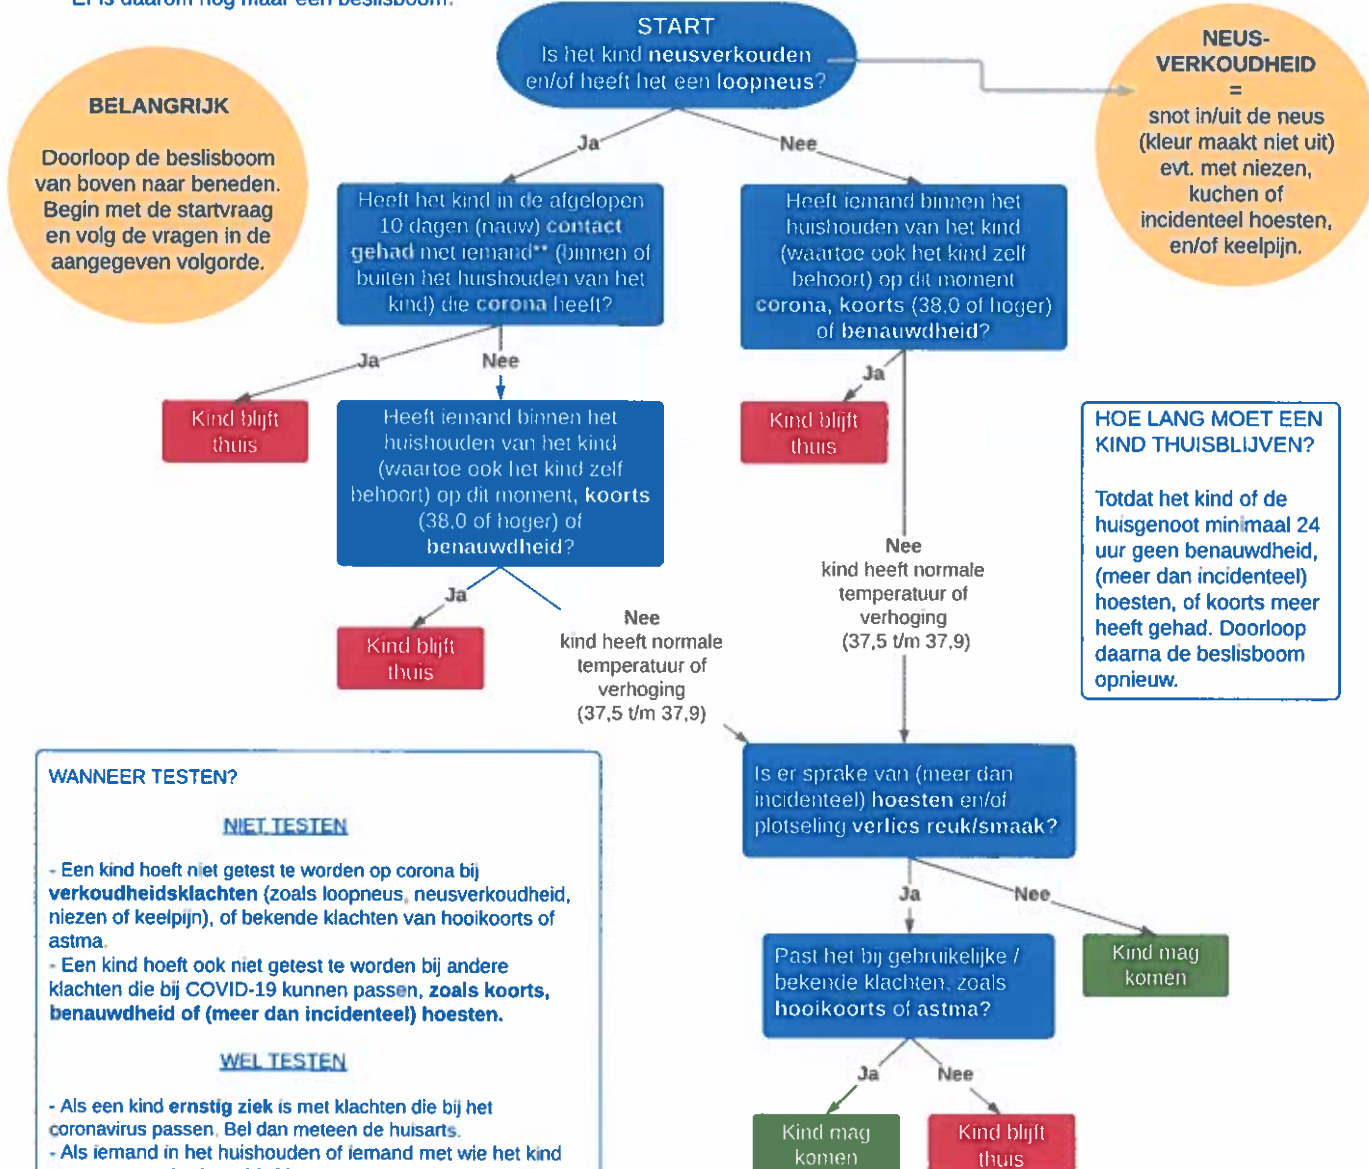 Er is daarom nog maar één beslisboom.
START
Is het kind neusverkouden
en/of heeft het een loopneus?
NEUS-
VERKOUDHEID
=
snot in/uit de neus
(kleur maakt niet uit)
evt. met niezen,
kuchen of
incidenteel hoesten,
en/of keelpijn.
BELANGRIJK
Doorloop de beslisboom
van boven naar beneden.
Begin met de startvraag
en volg de vragen in de
aangegeven volgorde.
Ja
Nee
Heeft het kind in de afgelopen
10 dagen (nauw) contact
gehad met iemand** (binnen of
buiten het huishouden van het
kind) die corona heeft?
Heeft iemand binnen het
huishouden van het kind
(waartoe ook het kind zelf
behoort) op dit moment
corona, koorts (38,0 of hoger)
of benauwdheid?
Ja
Nee
Ja
Kind blijft
thuis
Heeft iemand binnen het
huishouden van het kind
(waartoe ook het kind zelf
behoort) op dit moment, koorts
(38,0 of hoger) of
benauwdheid?
Kind blijft
thuis
HOE LANG MOET EEN
KIND THUISBLIJVEN?
Totdat het kind of de
huisgenoot minimaal 24
uur geen benauwdheid,
(meer dan incidenteel)
hoesten, of koorts meer
heeft gehad. Doorloop
daarna de beslisboom
opnieuw.
Nee
kind heeft normale
temperatuur of
verhoging
(37,5 t/m 37,9)
Ja
Kind blijft
thuis
Nee
kind heeft normale
temperatuur of
verhoging
(37,5 t/m 37,9)
Is er sprake van (meer dan
incidenteel) hoesten en/of
plotseling verlies reuk/smaak?
Ja
Nee
Past het bij gebruikelijke /
bekende klachten, zoals
hooikoorts of astma?
Kind mag
komen
Ja
Nee
Kind mag
komen
Kind blijft
thuis
WANNEER TESTEN?
NIET TESTEN
- Een kind hoeft niet getest te worden op corona bij
verkoudheidsklachten (zoals loopneus, neusverkoudheid,
niezen of keelpijn), of bekende klachten van hooikoorts of
astma.
- Een kind hoeft ook niet getest te worden bij andere
klachten die bij COVID-19 kunnen passen, zoals koorts,
benauwdheid of (meer dan incidenteel) hoesten.
WEL TESTEN
- Als een kind ernstig ziek is met klachten die bij het
coronavirus passen. Bel dan meteen de huisarts.
- Als iemand in het huishouden of iemand met wie het kind